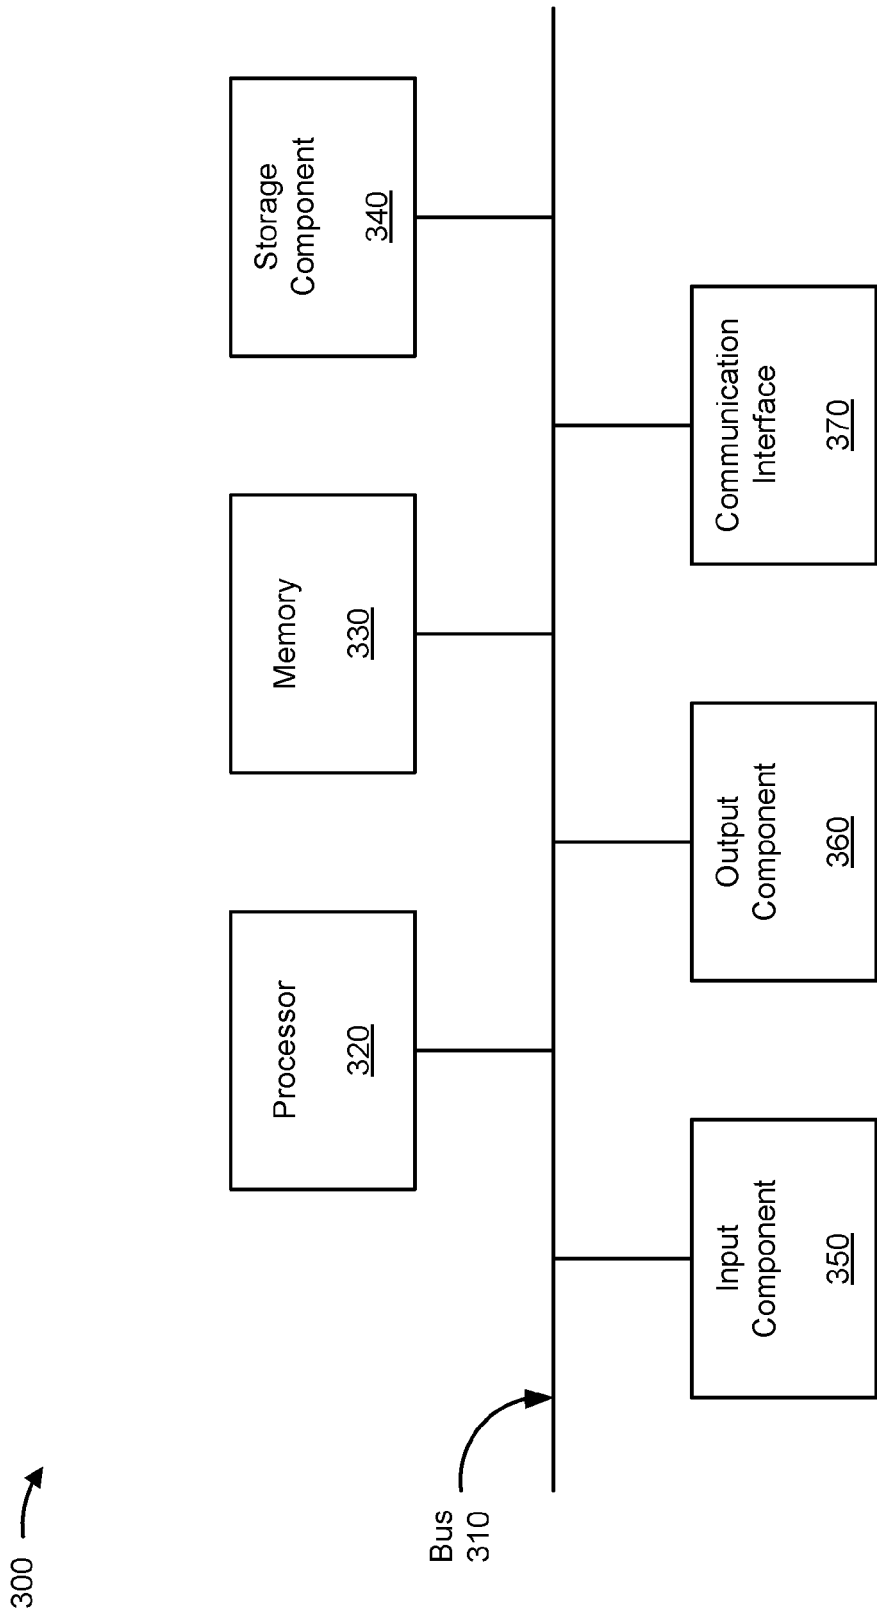 300
Bus
310
Processor
320
Memory
330
Storage
Component
340
Input
Component
350
Output
Component
360
Communication
Interface
370